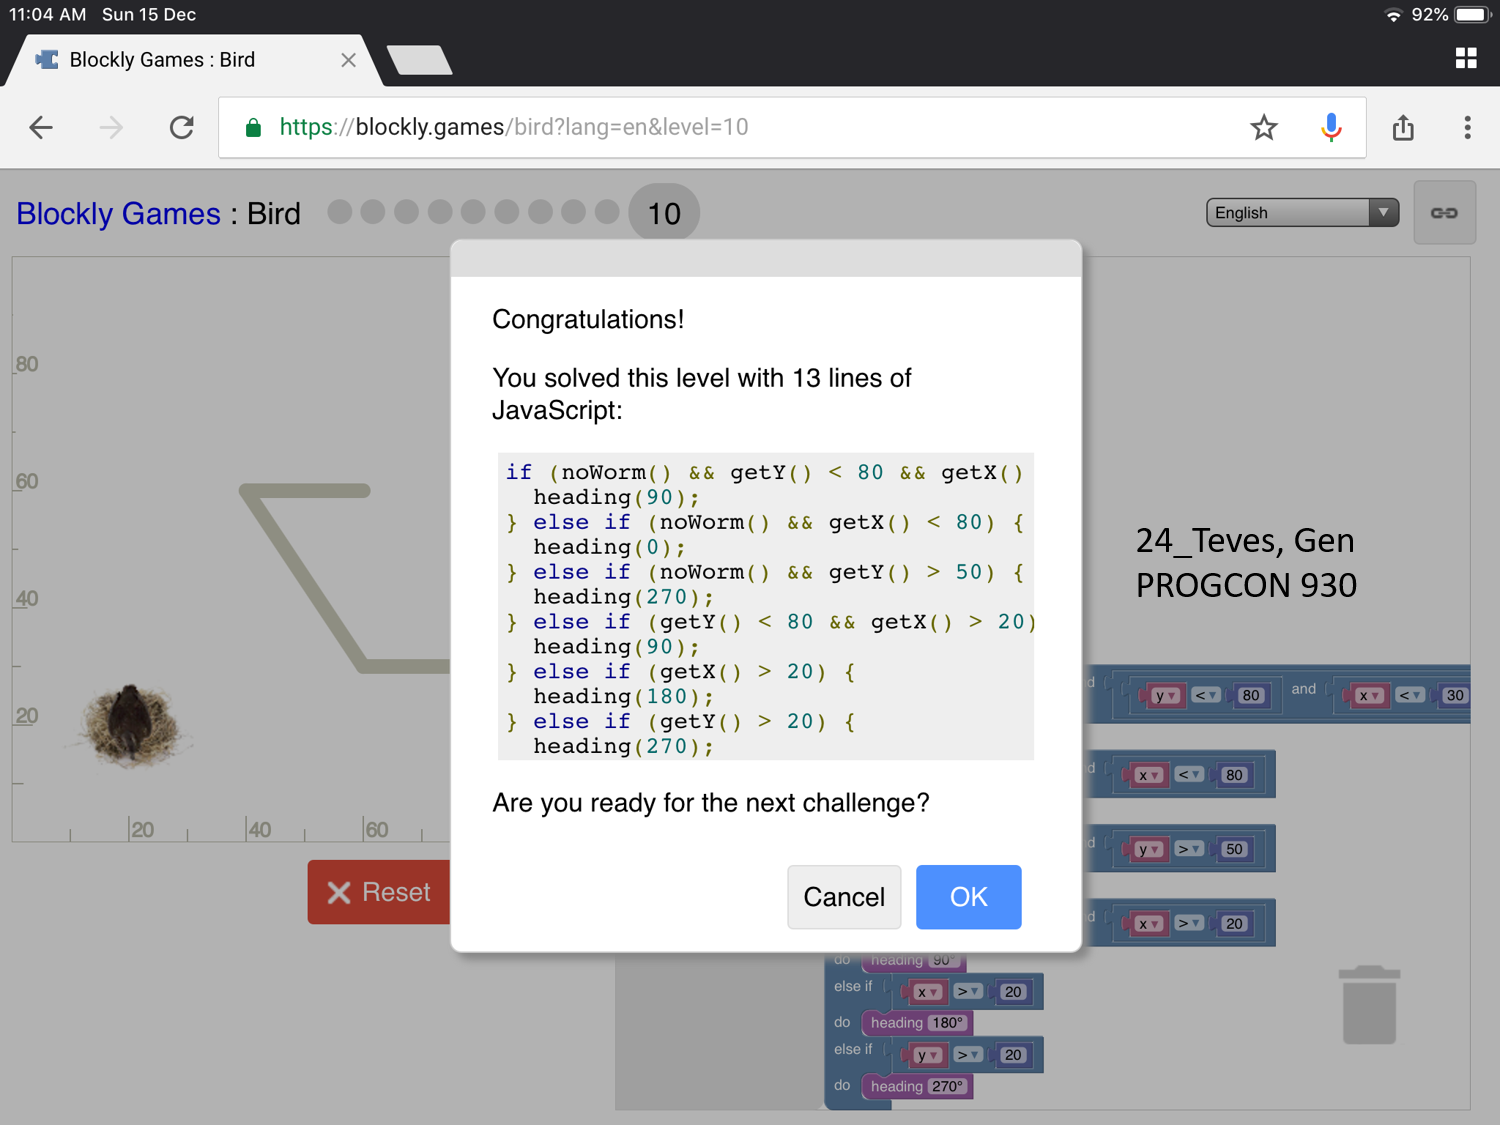 11:04 AM Sun 15 Dec
92%
Blockly Games : Bird
https://blockly.games/bird?lang=en&level=10
Blockly Games : Bird
10
English
80
60
40
20
20
40
60
Reset
Congratulations!
You solved this level with 13 lines of
JavaScript:
if (noWorm() && getY() < 80 && getX()
heading(90);
} else if (noWorm() && getX() < 80) {
heading(0);
} else if (noWorm() && getY() > 50) {
heading(270);
} else if (getY() < 80 && getX() > 20)
heading(90);
} else if (getX() > 20) {
heading(180);
} else if (getY() > 20) {
heading(270);
Are you ready for the next challenge?
Cancel
OK
24_Teves, Gen
PROGCON 930
y < 80 and x < 30
x < 80
y > 50
x > 20
do heading 90°
else if x > 20
do heading 180°
else if y > 20
do heading 270°